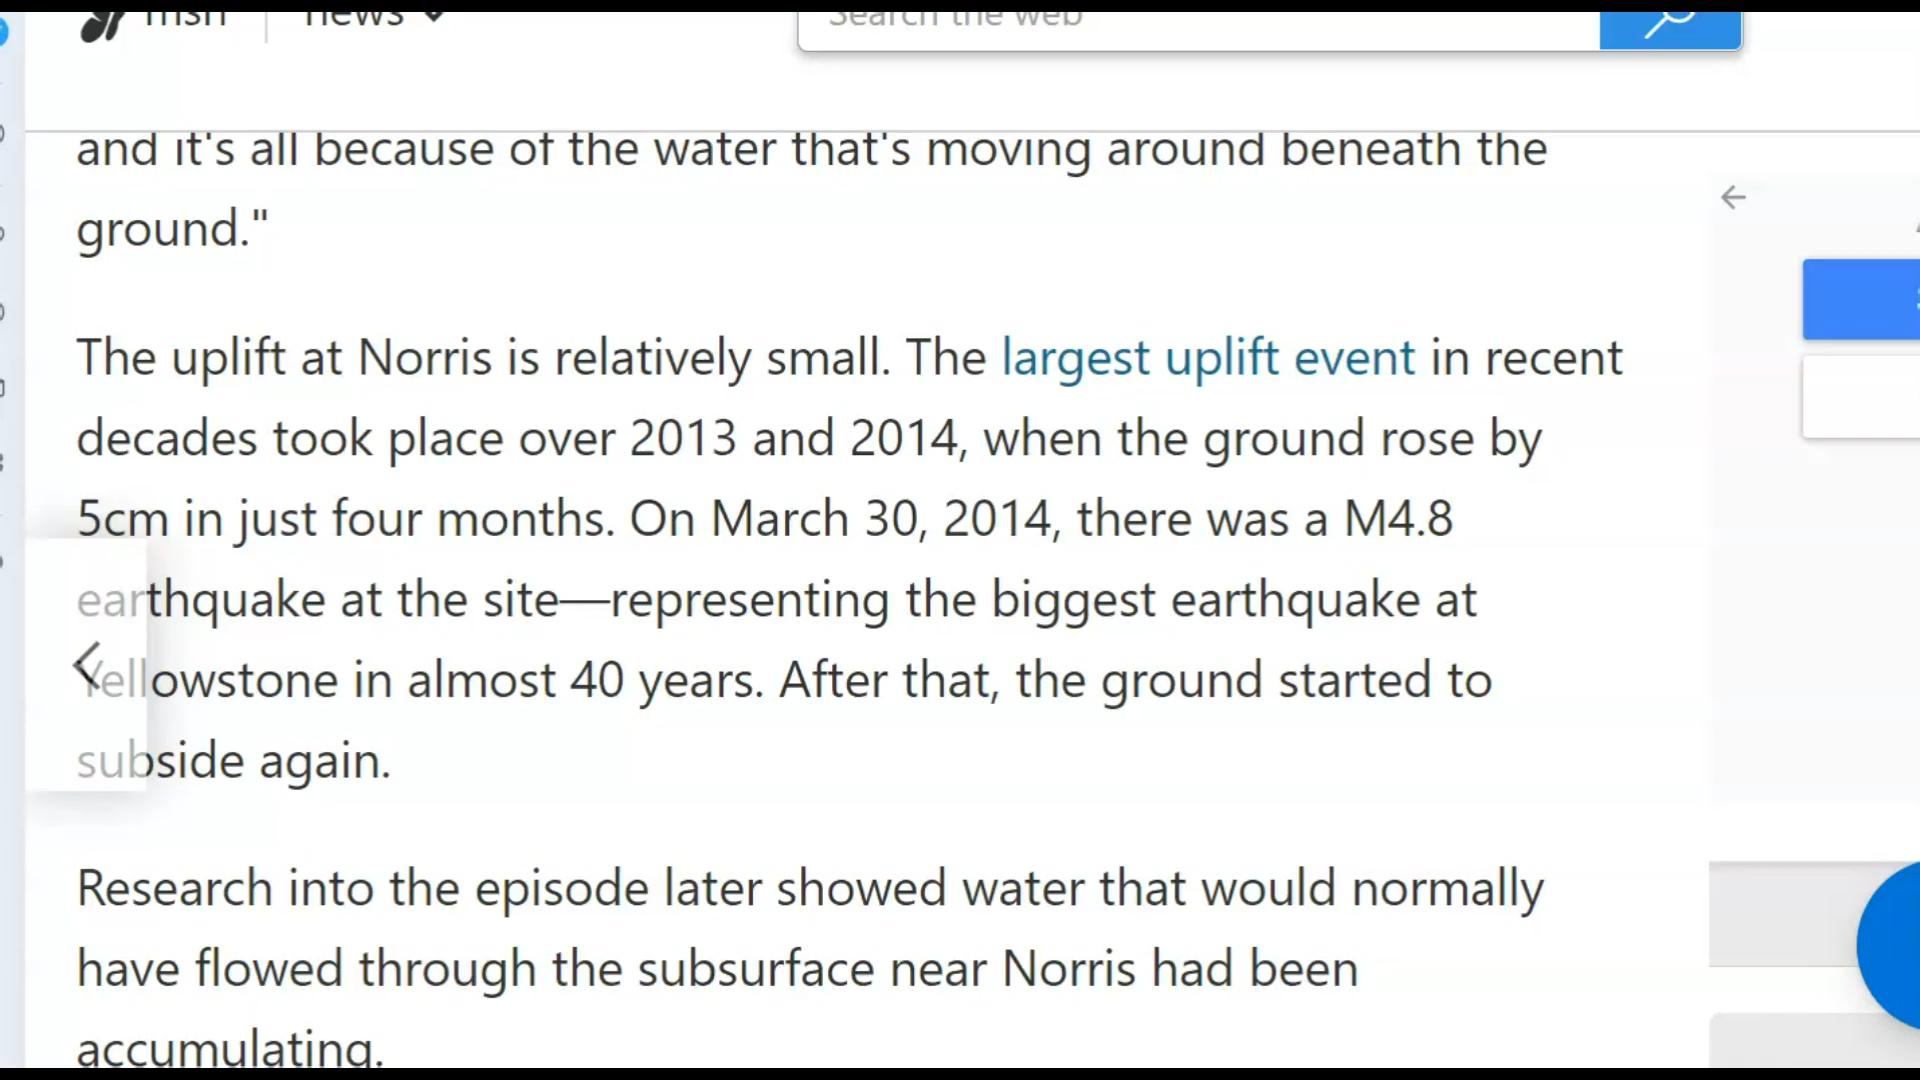 msn news
Search the web
and it's all because of the water that's moving around beneath the
ground."
The uplift at Norris is relatively small. The largest uplift event in recent
decades took place over 2013 and 2014, when the ground rose by
5cm in just four months. On March 30, 2014, there was a M4.8
earthquake at the site—representing the biggest earthquake at
Yellowstone in almost 40 years. After that, the ground started to
subside again.
Research into the episode later showed water that would normally
have flowed through the subsurface near Norris had been
accumulating.